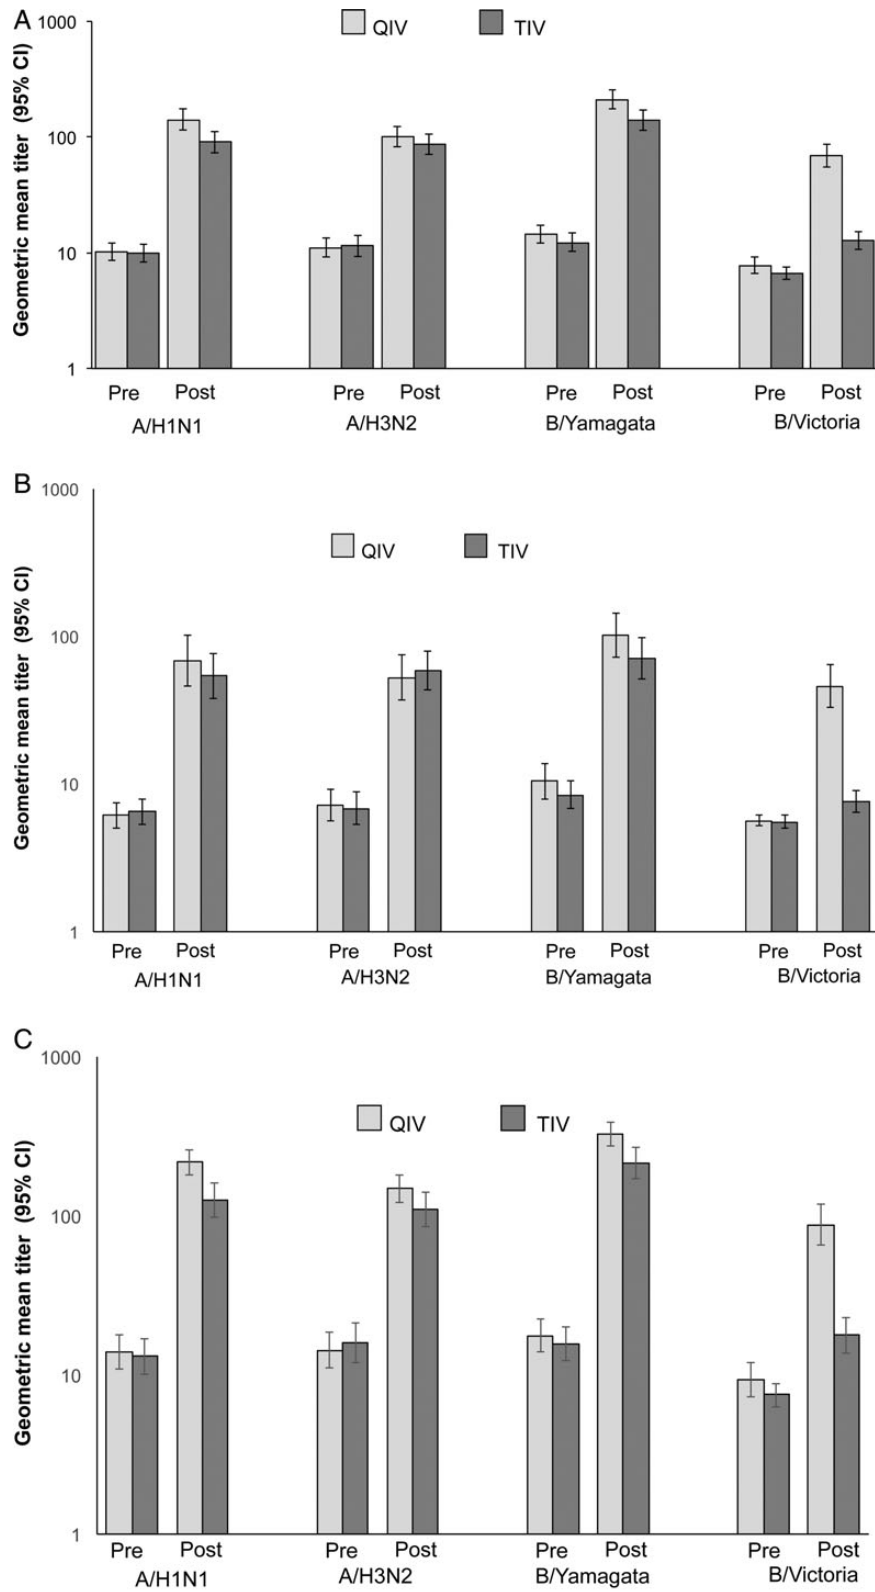 A
QIV TIV
Geometric mean titer (95% CI)
1000
100
10
1
Pre Post Pre Post Pre Post Pre Post
A/H1N1 A/H3N2 B/Yamagata B/Victoria
B
QIV TIV
Geometric mean titer (95% CI)
1000
100
10
1
Pre Post Pre Post Pre Post Pre Post
A/H1N1 A/H3N2 B/Yamagata B/Victoria
C
QIV TIV
Geometric mean titer (95% CI)
1000
100
10
1
Pre Post Pre Post Pre Post Pre Post
A/H1N1 A/H3N2 B/Yamagata B/Victoria